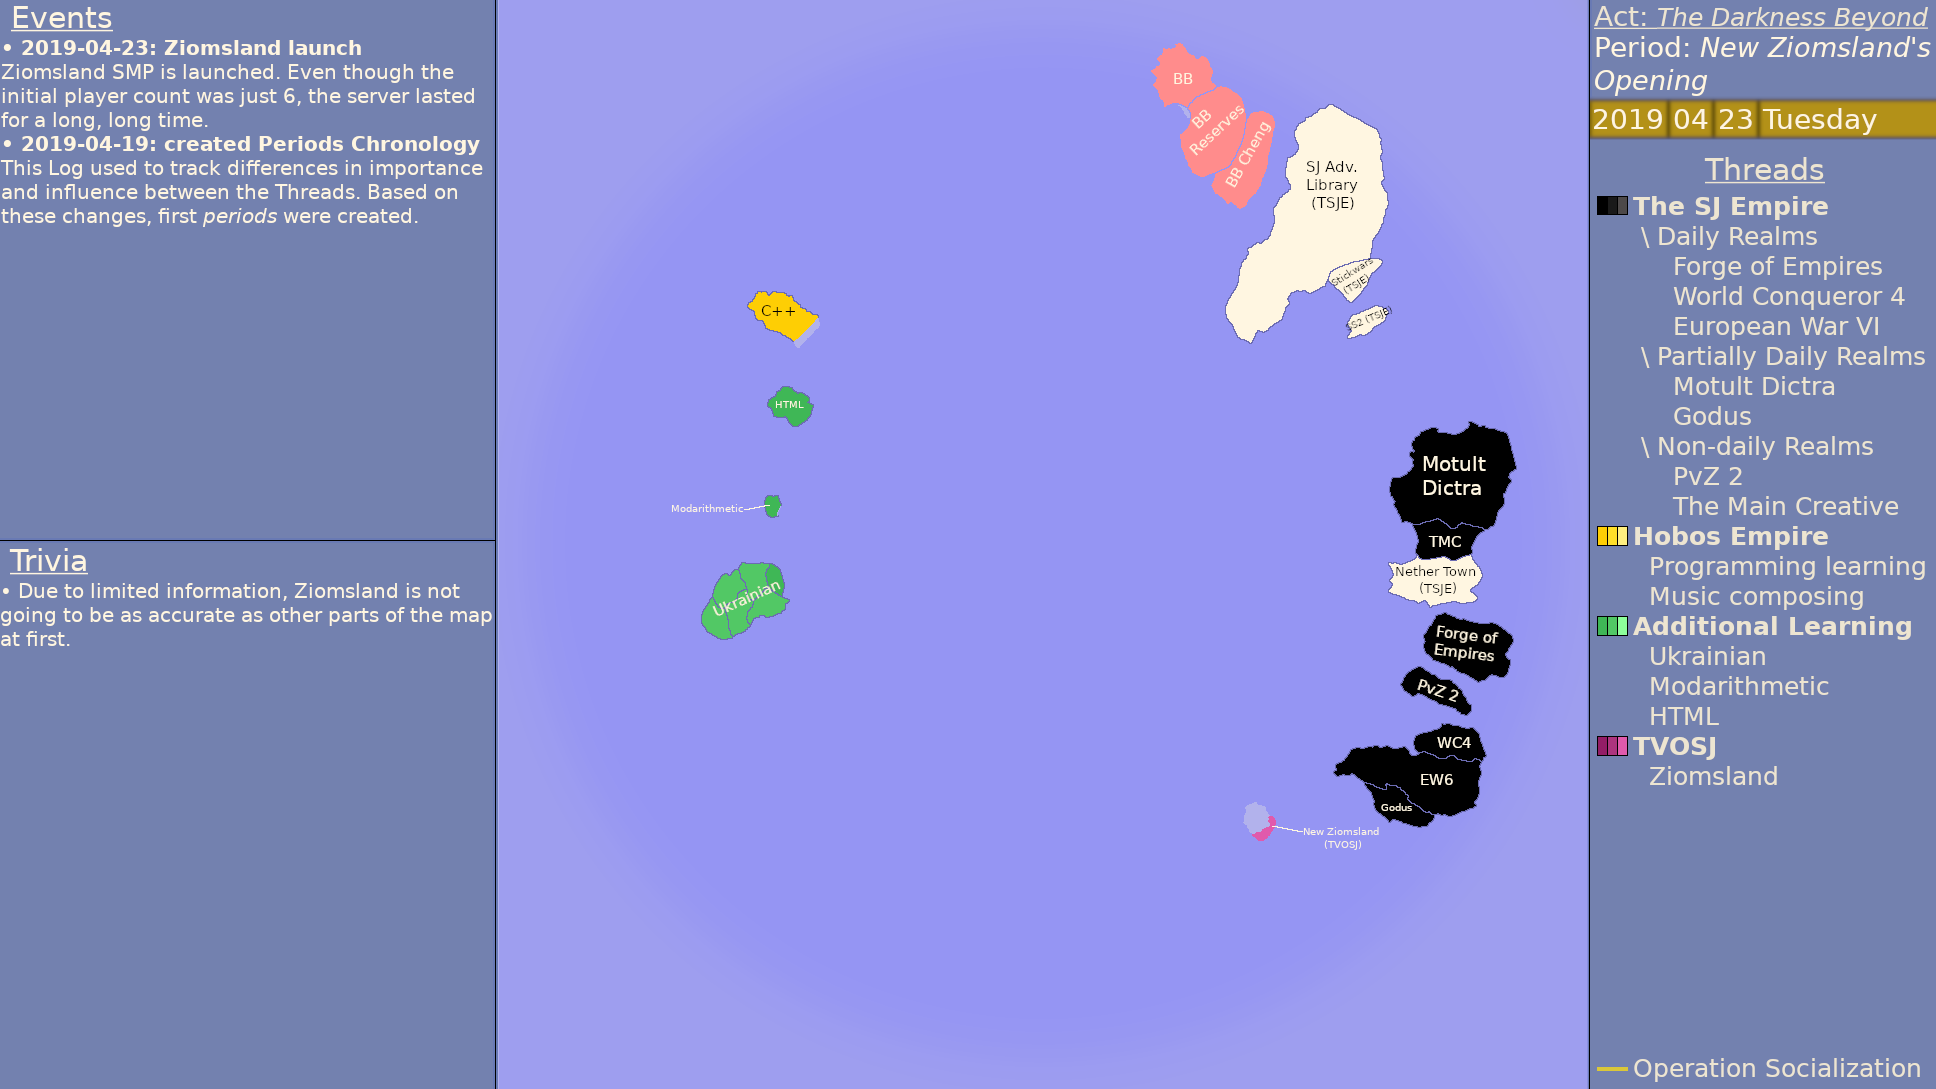 Events
• 2019-04-23: Ziomsland launch
Ziomsland SMP is launched. Even though the
initial player count was just 6, the server lasted
for a long, long time.
• 2019-04-19: created Periods Chronology
This Log used to track differences in importance
and influence between the Threads. Based on
these changes, first periods were created.
Trivia
• Due to limited information, Ziomsland is not
going to be as accurate as other parts of the map
at first.
BB
BB
Reserves
BB Cheng
SJ Adv.
Library
(TSJE)
Stickwars
(TSJE)
SS2 (TSJE)
C++
HTML
Modarithmetic
Ukrainian
Motult
Dictra
TMC
Nether Town
(TSJE)
Forge of
Empires
PvZ 2
WC4
EW6
Godus
New Ziomsland
(TVOSJ)
Act: The Darkness Beyond
Period: New Ziomsland's
Opening
2019 04 23 Tuesday
Threads
The SJ Empire
\ Daily Realms
Forge of Empires
World Conqueror 4
European War VI
\ Partially Daily Realms
Motult Dictra
Godus
\ Non-daily Realms
PvZ 2
The Main Creative
Hobos Empire
Programming learning
Music composing
Additional Learning
Ukrainian
Modarithmetic
HTML
TVOSJ
Ziomsland
Operation Socialization